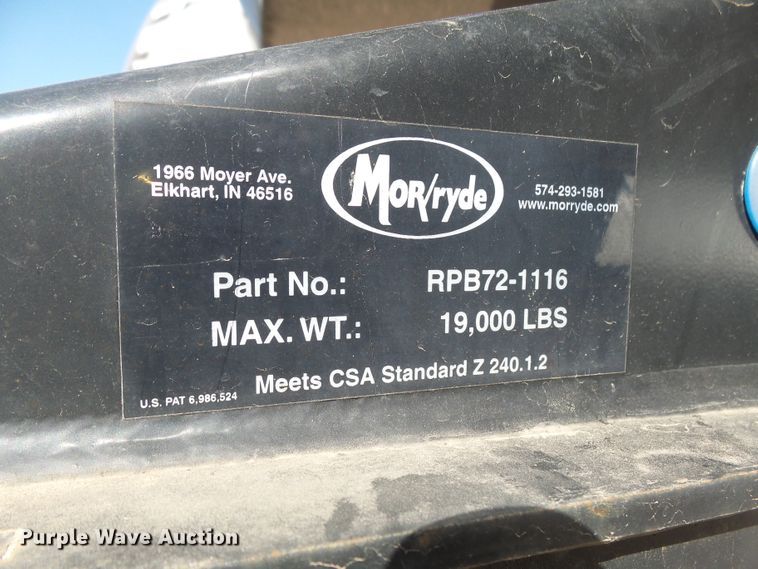 1966 Moyer Ave.
Elkhart, IN 46516
MOR/ryde
574-293-1581
www.morryde.com
Part No.: RPB72-1116
MAX. WT.: 19,000 LBS
Meets CSA Standard Z 240.1.2
U.S. PAT 6,986,524
Purple Wave Auction®